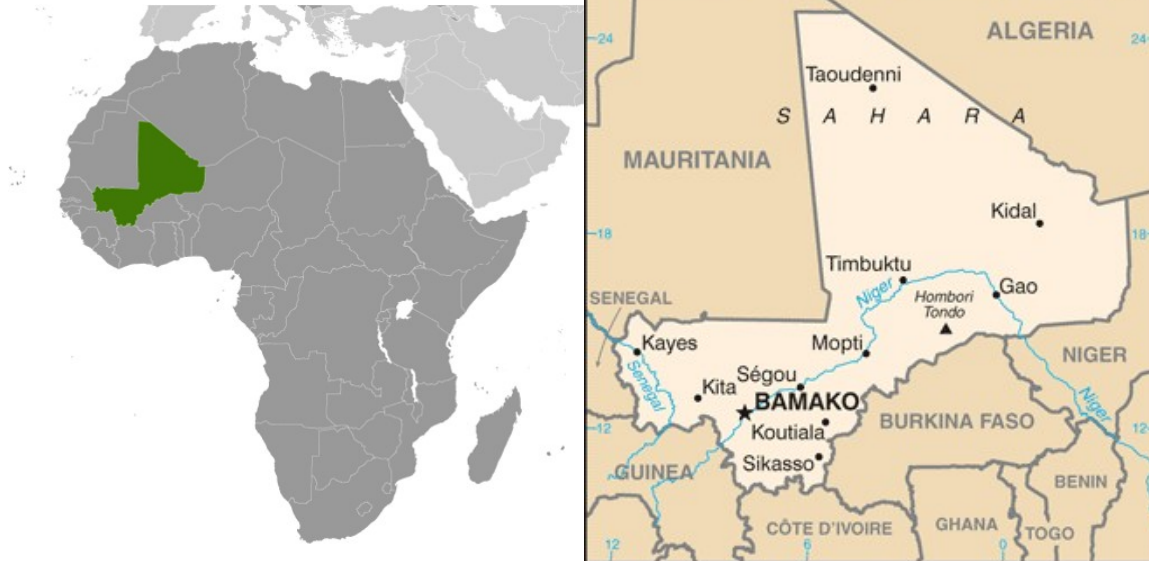 24
ALGERIA
24
Taoudenni
S A H A R A
MAURITANIA
Kidal
18
18
Timbuktu
Niger
Gao
Hombori
Tondo
SENEGAL
Kayes
Mopti
NIGER
Senegal
Ségou
Kita
BAMAKO
Niger
BURKINA FASO
12
Koutiala
12
Sikasso
GUINEA
BENIN
CÔTE D'IVOIRE
GHANA
TOGO
12
6
0